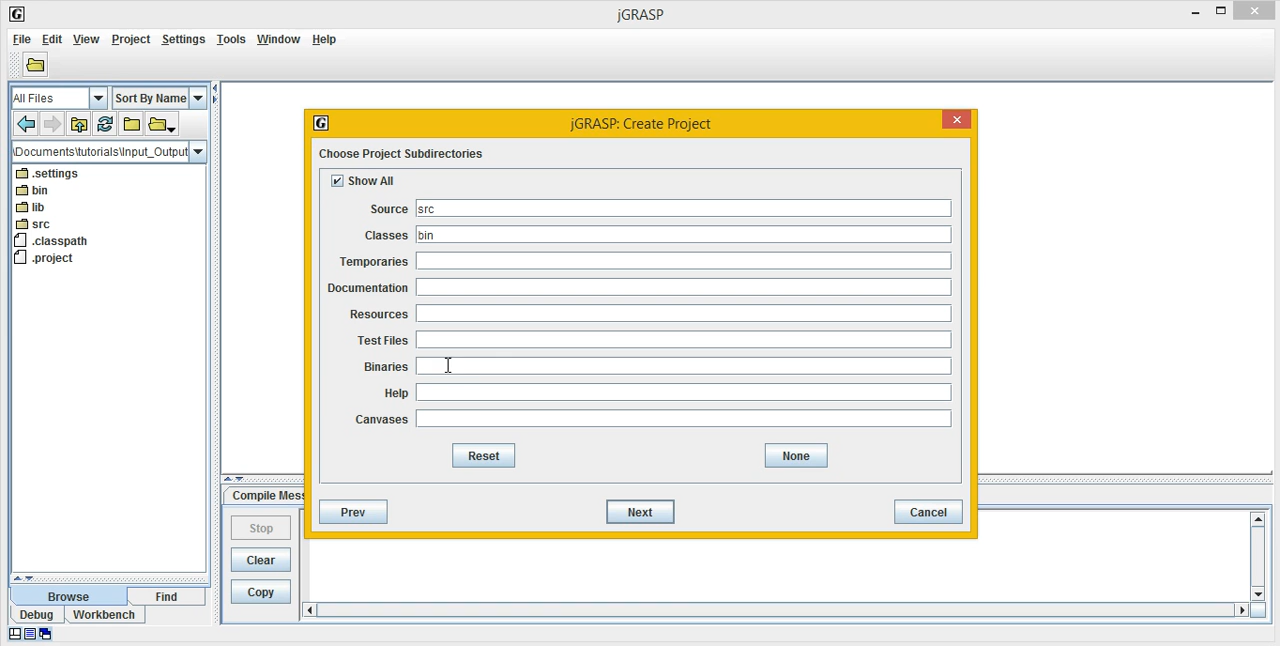 jGRASP
File Edit View Project Settings Tools Window Help
All Files Sort By Name
\Documents\tutorials\Input_Output
.settings
bin
lib
src
.classpath
.project
Browse Find
Debug Workbench
jGRASP: Create Project
Choose Project Subdirectories
Show All
Source src
Classes bin
Temporaries
Documentation
Resources
Test Files
Binaries
Help
Canvases
Reset None
Prev Next Cancel
Compile Mess
Stop
Clear
Copy